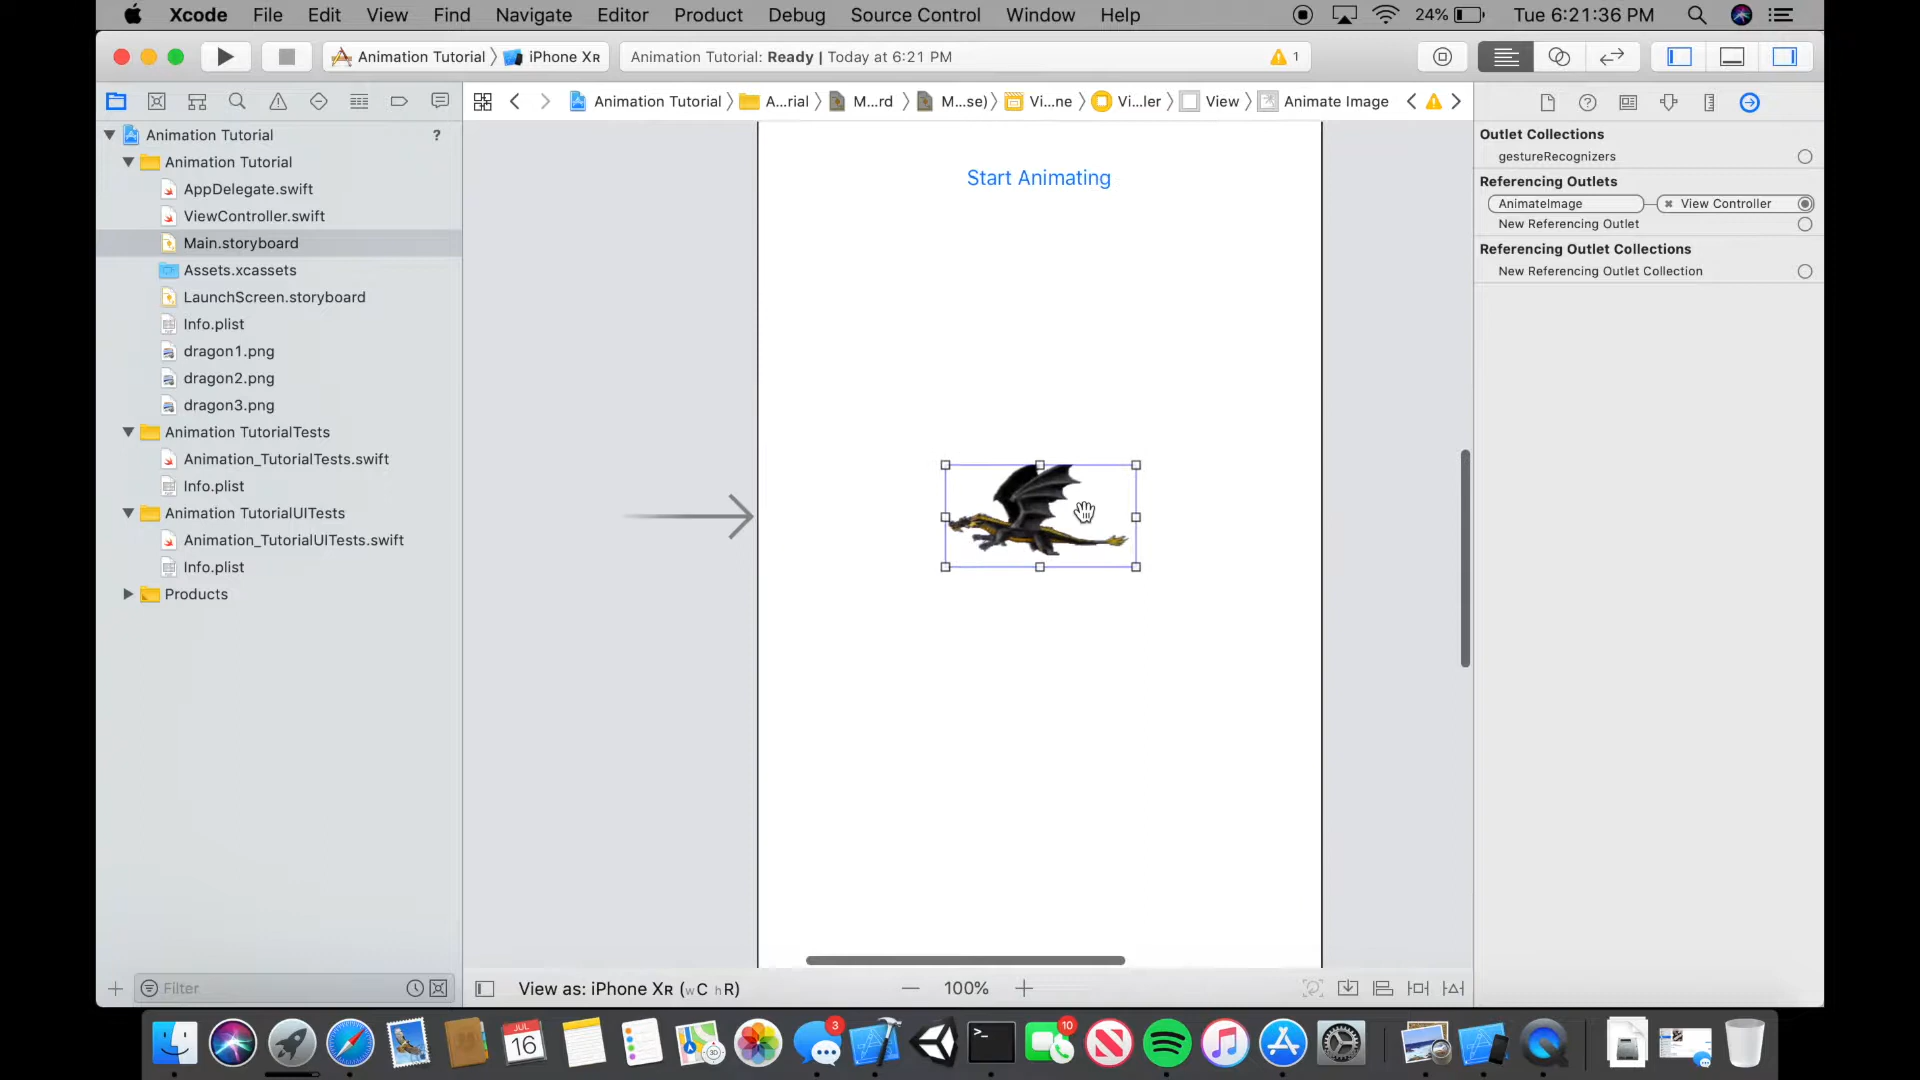 Xcode File Edit View Find Navigate Editor Product Debug Source Control Window Help 24% Tue 6:21:36 PM
Animation Tutorial iPhone XR Animation Tutorial: Ready | Today at 6:21 PM 1
Animation Tutorial A...rial M...rd M...se) Vi...ne Vi...ler View Animate Image
Animation Tutorial ?
Animation Tutorial
AppDelegate.swift
ViewController.swift
Main.storyboard
Assets.xcassets
LaunchScreen.storyboard
Info.plist
dragon1.png
dragon2.png
dragon3.png
Animation TutorialTests
Animation_TutorialTests.swift
Info.plist
Animation TutorialUITests
Animation_TutorialUITests.swift
Info.plist
Products
Filter
Start Animating
View as: iPhone XR (wC hR)
100%
Outlet Collections
gestureRecognizers
Referencing Outlets
AnimateImage View Controller
New Referencing Outlet
Referencing Outlet Collections
New Referencing Outlet Collection
JUL
16
3D
3
>_
10